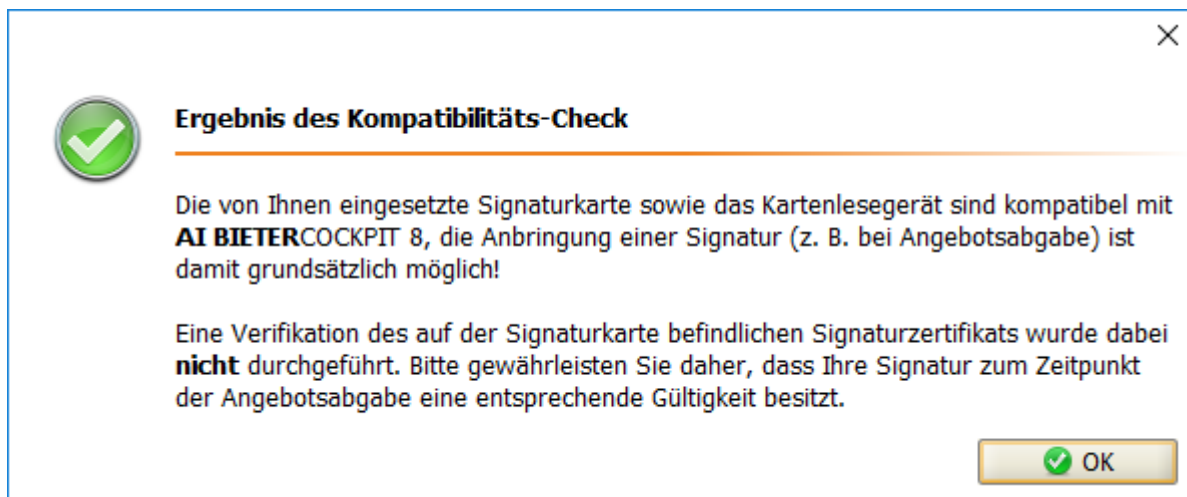 Ergebnis des Kompatibilitäts-Check
Die von Ihnen eingesetzte Signaturkarte sowie das Kartenlesegerät sind kompatibel mit
AI BIETERCOCKPIT 8, die Anbringung einer Signatur (z. B. bei Angebotsabgabe) ist
damit grundsätzlich möglich!
Eine Verifikation des auf der Signaturkarte befindlichen Signaturzertifikats wurde dabei
nicht durchgeführt. Bitte gewährleisten Sie daher, dass Ihre Signatur zum Zeitpunkt
der Angebotsabgabe eine entsprechende Gültigkeit besitzt.
OK